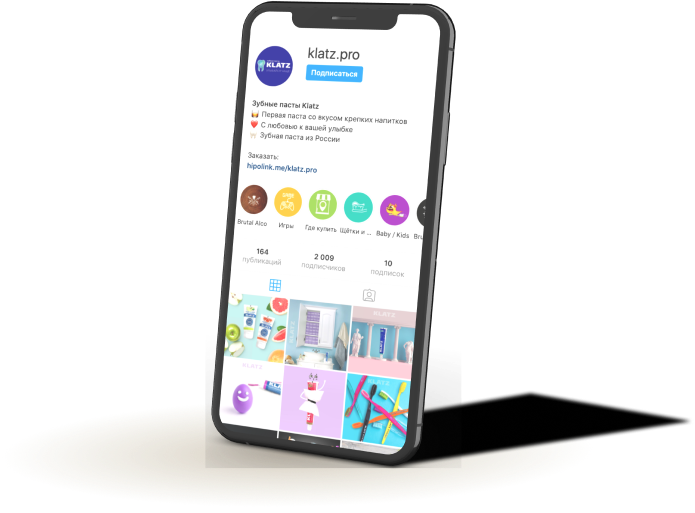 klatz.pro
KLATZ
Подписаться
Зубные пасты Klatz
Первая паста со вкусом крепких напитков
С любовью к вашей улыбке
Зубная паста из России
Заказать:
hipolink.me/klatz.pro
Brutal Alco
Игры
Где купить
Щётки и ...
Baby / Kids
Bru
164
публикаций
2 009
подписчиков
10
подписок
KLATZ
KLATZ